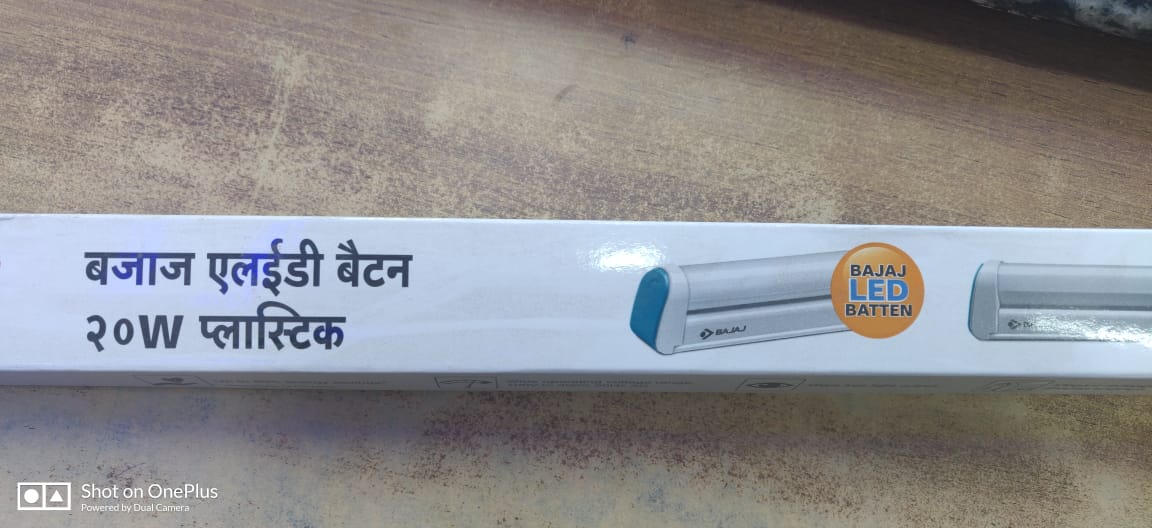 बजाज एलईडी बैटन
२०W प्लास्टिक
BAJAJ
BAJAJ
LED
BATTEN
Shot on OnePlus
Powered by Dual Camera